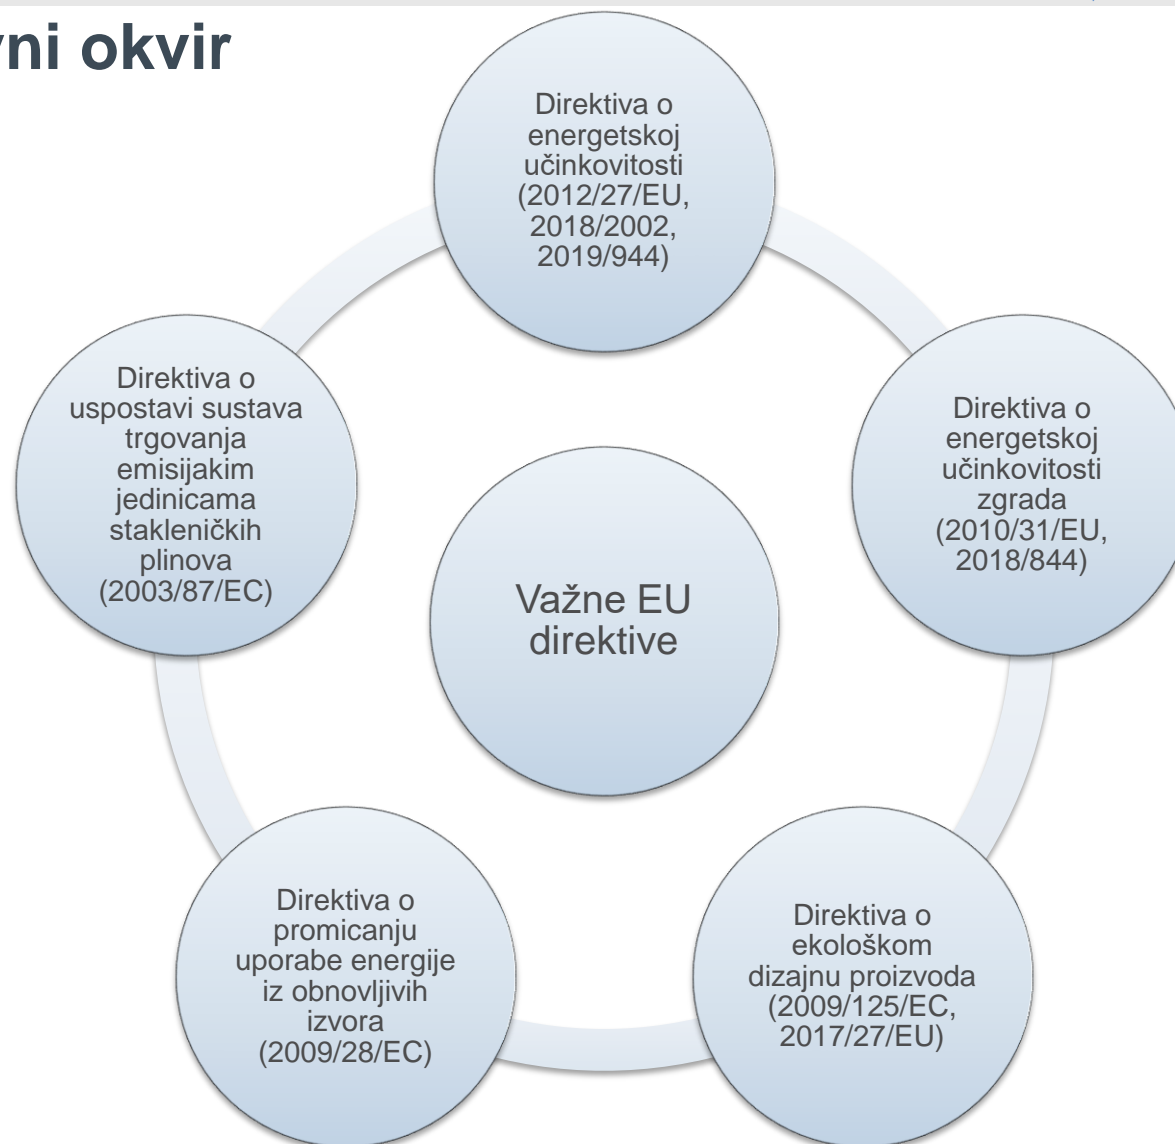 vni okvir
Direktiva o
energetskoj
učinkovitosti
(2012/27/EU,
2018/2002,
2019/944)
Direktiva o
energetskoj
učinkovitosti
zgrada
(2010/31/EU,
2018/844)
Direktiva o
ekološkom
dizajnu proizvoda
(2009/125/EC,
2017/27/EU)
Direktiva o
promicanju
uporabe energije
iz obnovljivih
izvora
(2009/28/EC)
Direktiva o
uspostavi sustava
trgovanja
emisijakim
jedinicama
stakleničkih
plinova
(2003/87/EC)
Važne EU
direktive